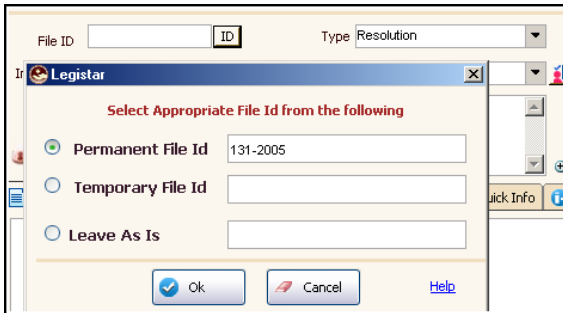 File ID ID Type Resolution
Legistar
Select Appropriate File Id from the following
Permanent File Id 131-2005
Temporary File Id
Leave As Is
uick Info
Ok Cancel Help